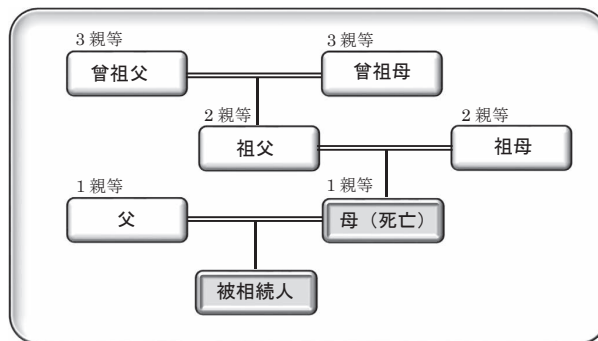 3 親等
3 親等
曾祖父
曾祖母
2 親等
2 親等
祖父
祖母
1 親等
1 親等
父
母（死亡）
被相続人